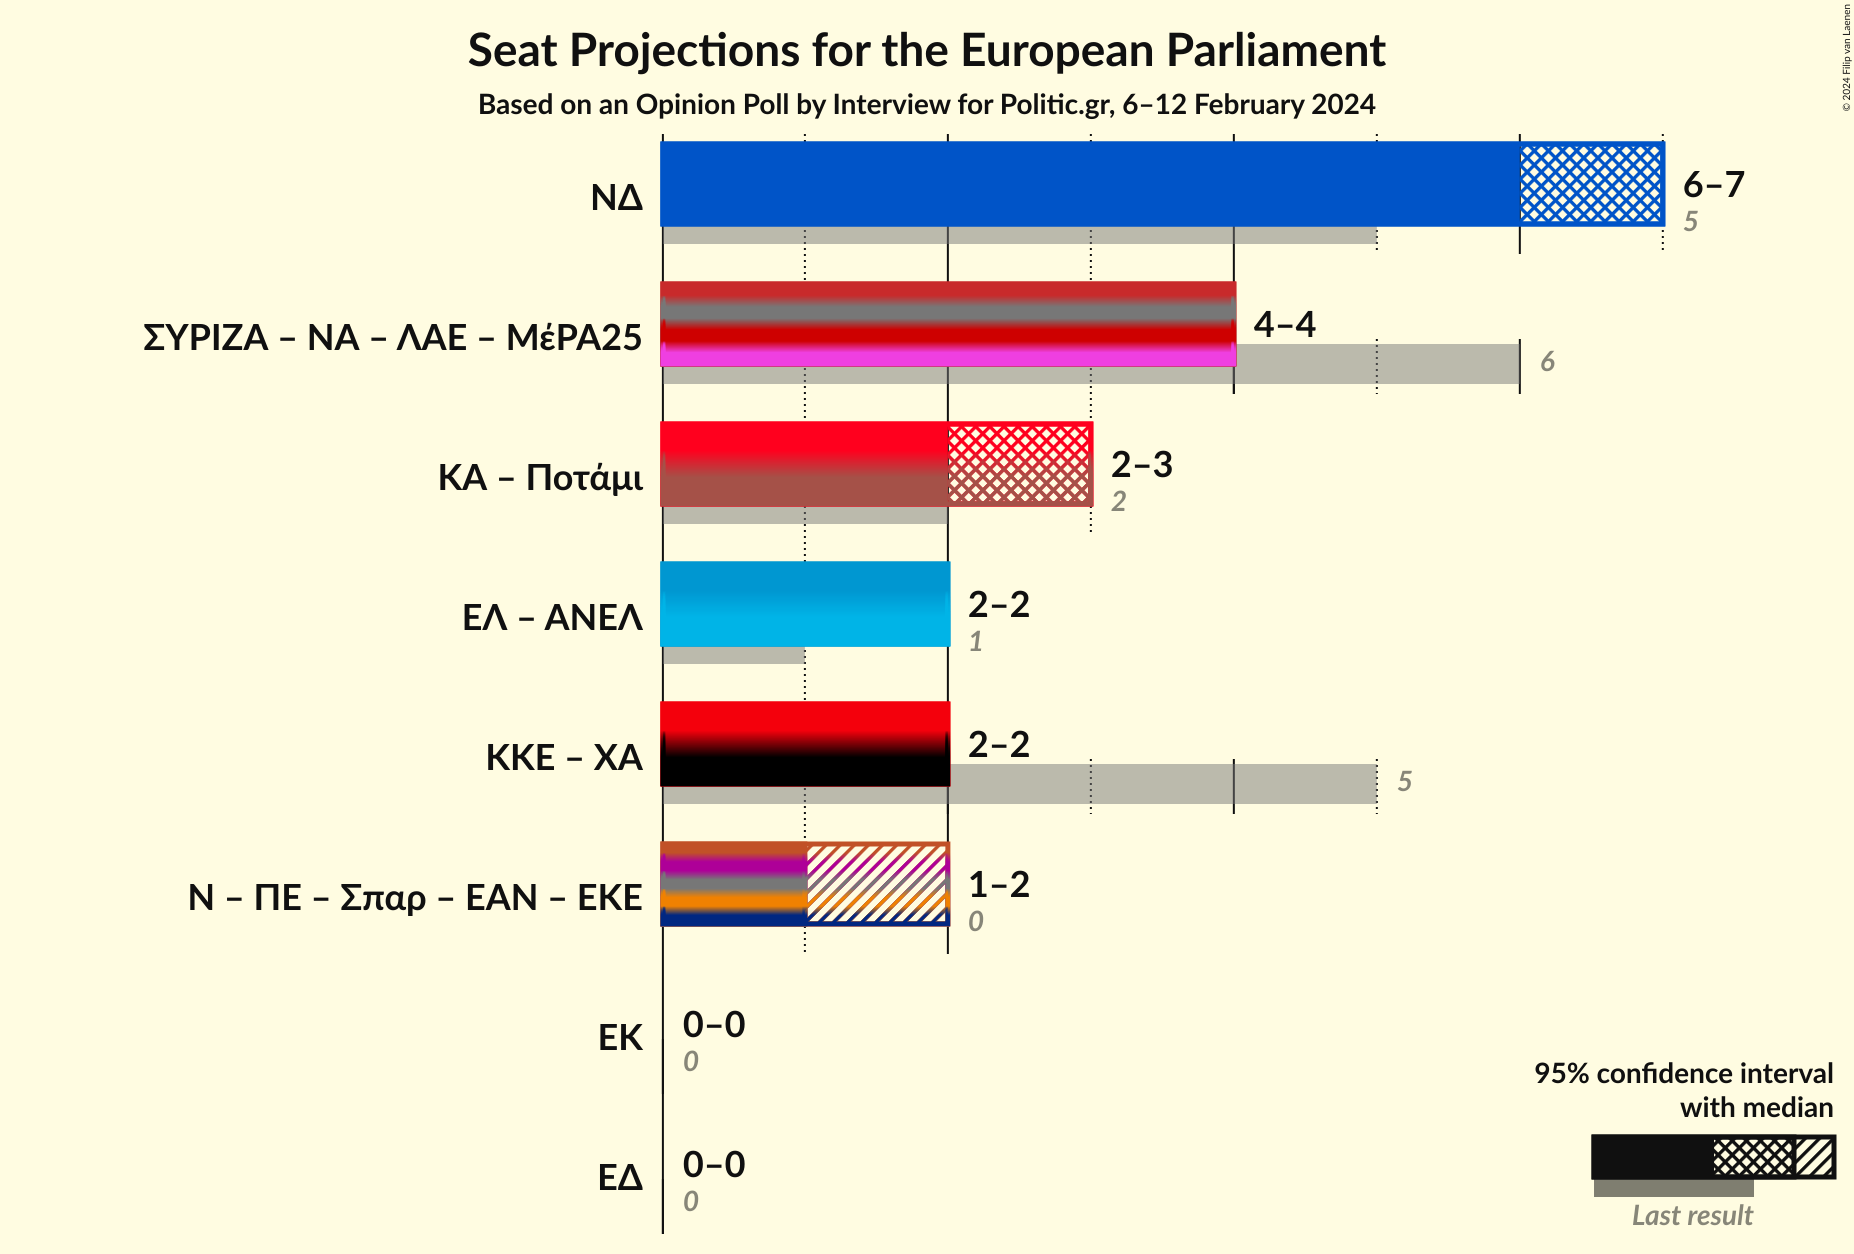 Seat Projections for the European Parliament
Based on an Opinion Poll by Interview for Politic.gr, 6–12 February 2024
© 2024 Filip van Laenen
ΝΔ
6–7
5
ΣΥΡΙΖΑ – ΝΑ – ΛΑΕ – ΜέΡΑ25
4–4
6
ΚΑ – Ποτάμι
2–3
2
ΕΛ – ΑΝΕΛ
2–2
1
ΚΚΕ – ΧΑ
2–2
5
Ν – ΠΕ – Σπαρ – ΕΑΝ – ΕΚΕ
1–2
0
ΕΚ
0–0
0
ΕΔ
0–0
0
95% confidence interval
with median
Last result